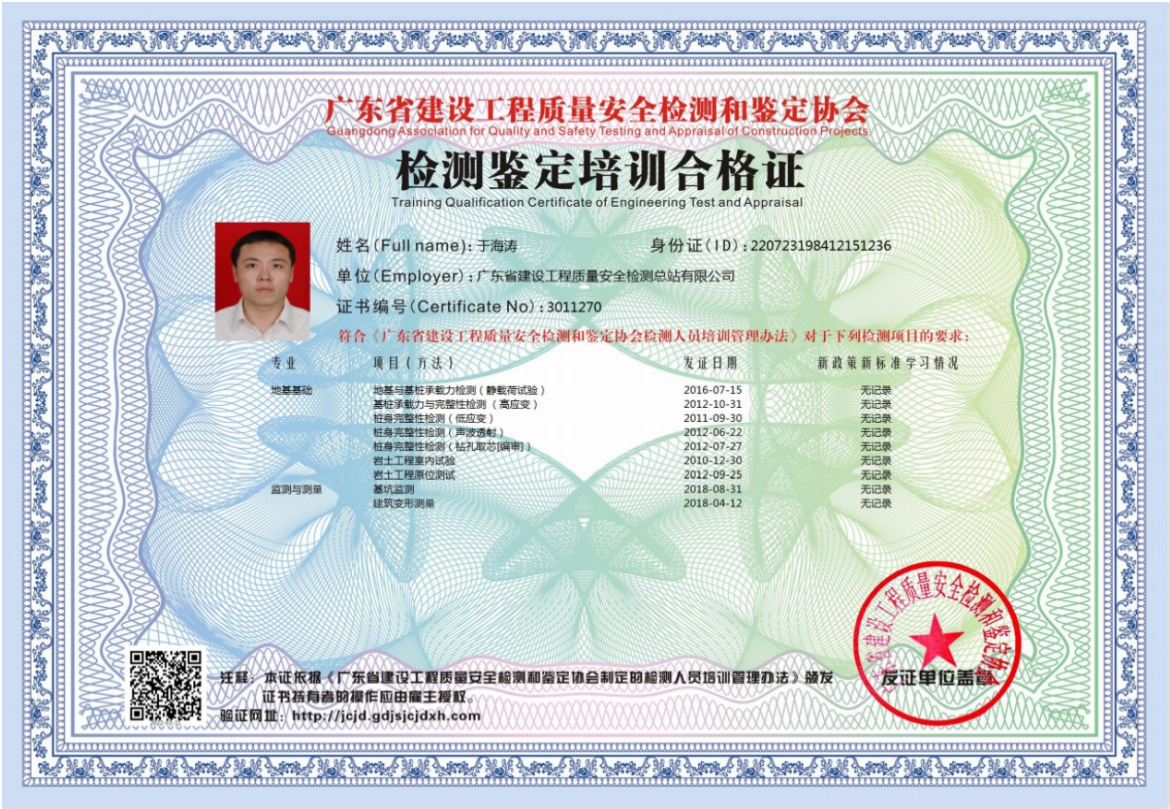 广东省建设工程质量安全检测和鉴定协会
Guangdong Association for Quality and Safety Testing and Appraisal of Construction Projects
检测鉴定培训合格证
Training Qualification Certificate of Engineering Test and Appraisal
姓名(Full name): 于海涛 身份证(ID): 220723198412151236
单位(Employer): 广东省建设工程质量安全检测总站有限公司
证书编号(Certificate No): 3011270
符合《广东省建设工程质量安全检测和鉴定协会检测人员培训管理办法》对于下列检测项目的要求:
专业 项目(方法) 发证日期 新政策新标准学习情况
地基基础 地基与基桩承载力检测(静载荷试验) 2016-07-15 无记录
基桩承载力与完整性检测(高应变) 2012-10-31 无记录
桩身完整性检测(低应变) 2011-09-30 无记录
桩身完整性检测(声波透射) 2012-06-22 无记录
桩身完整性检测(钻孔取芯[编审]) 2012-07-27 无记录
岩土工程室内试验 2010-12-30 无记录
岩土工程原位测试 2012-09-25 无记录
监测与测量 基坑监测 2018-08-31 无记录
建筑变形测量 2018-04-12 无记录
广东省建设工程质量安全检测和鉴定协会
发证单位盖章
注释: 本证依据《广东省建设工程质量安全检测和鉴定协会制定的检测人员培训管理办法》颁发
证书持有者的操作应由雇主授权。
验证网址: http://jcjd.gdjsjcjdxh.com